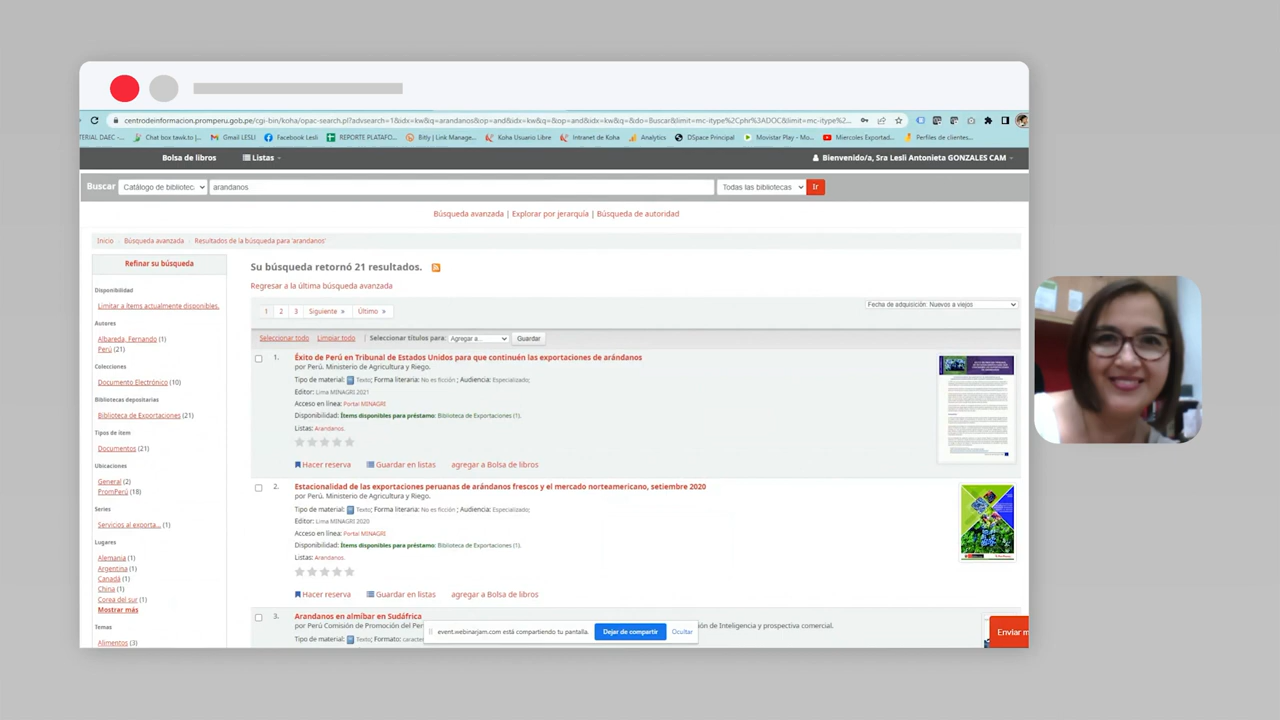 centrodeinformacion.promperu.gob.pe/cgi-bin/koha/opac-search.pl?advsearch=1&idx=kw&q=arandanos&op=and&idx=kw&op=and&idx=kw&do=Buscar&limit=mc-itype%2Cphr%3ADOC&limit=mc-itype%2...
TERIAL DAEC -... Chat box tawk.to |... Gmail LESLI Facebook Lesli REPORTE PLATAFO... Bitly | Link Manage... Koha Usuario Libre Intranet de Koha Analytics DSpace Principal Movistar Play - Mo... Miercoles Exportad... Perfiles de clientes...
Bolsa de libros Listas Bienvenido/a, Sra Lesli Antonieta GONZALES CAM
Buscar Catálogo de bibliotec arandanos Todas las bibliotecas Ir
Búsqueda avanzada | Explorar por jerarquía | Búsqueda de autoridad
Inicio Búsqueda avanzada Resultados de la búsqueda para 'arandanos'
Refinar su búsqueda
Disponibilidad
Limitar a ítems actualmente disponibles.
Autores
Albareda, Fernando (1)
Perú (21)
Colecciones
Documento Electrónico (10)
Bibliotecas depositarias
Biblioteca de Exportaciones (21)
Tipos de ítem
Documentos (21)
Ubicaciones
General (2)
PromPerú (18)
Series
Servicios al exporta... (1)
Lugares
Alemania (1)
Argentina (1)
Canadá (1)
China (1)
Corea del sur (1)
Mostrar más
Temas
Alimentos (3)
Su búsqueda retornó 21 resultados.
Regresar a la última búsqueda avanzada
1 2 3 Siguiente » Último »
Fecha de adquisición: Nuevos a viejos
Seleccionar todo Limpiar todo | Seleccionar títulos para: Agregar a... Guardar
1. Éxito de Perú en Tribunal de Estados Unidos para que continuén las exportaciones de arándanos
por Perú. Ministerio de Agricultura y Riego.
Tipo de material: Texto; Forma literaria: No es ficción ; Audiencia: Especializado;
Editor: Lima MINAGRI 2021
Acceso en línea: Portal MINAGRI
Disponibilidad: Ítems disponibles para préstamo: Biblioteca de Exportaciones (1).
Listas: Arandanos.
Hacer reserva Guardar en listas agregar a Bolsa de libros
2. Estacionalidad de las exportaciones peruanas de arándanos frescos y el mercado norteamericano, setiembre 2020
por Perú. Ministerio de Agricultura y Riego.
Tipo de material: Texto; Forma literaria: No es ficción ; Audiencia: Especializado;
Editor: Lima MINAGRI 2020
Acceso en línea: Portal MINAGRI
Disponibilidad: Ítems disponibles para préstamo: Biblioteca de Exportaciones (1).
Listas: Arandanos.
Hacer reserva Guardar en listas agregar a Bolsa de libros
3. Arandanos en almíbar en Sudáfrica
por Perú Comisión de Promoción del Per ón de Inteligencia y prospectiva comercial.
Tipo de material: Texto; Formato: carac
event.webinarjam.com está compartiendo tu pantalla. Dejar de compartir Ocultar
Enviar m